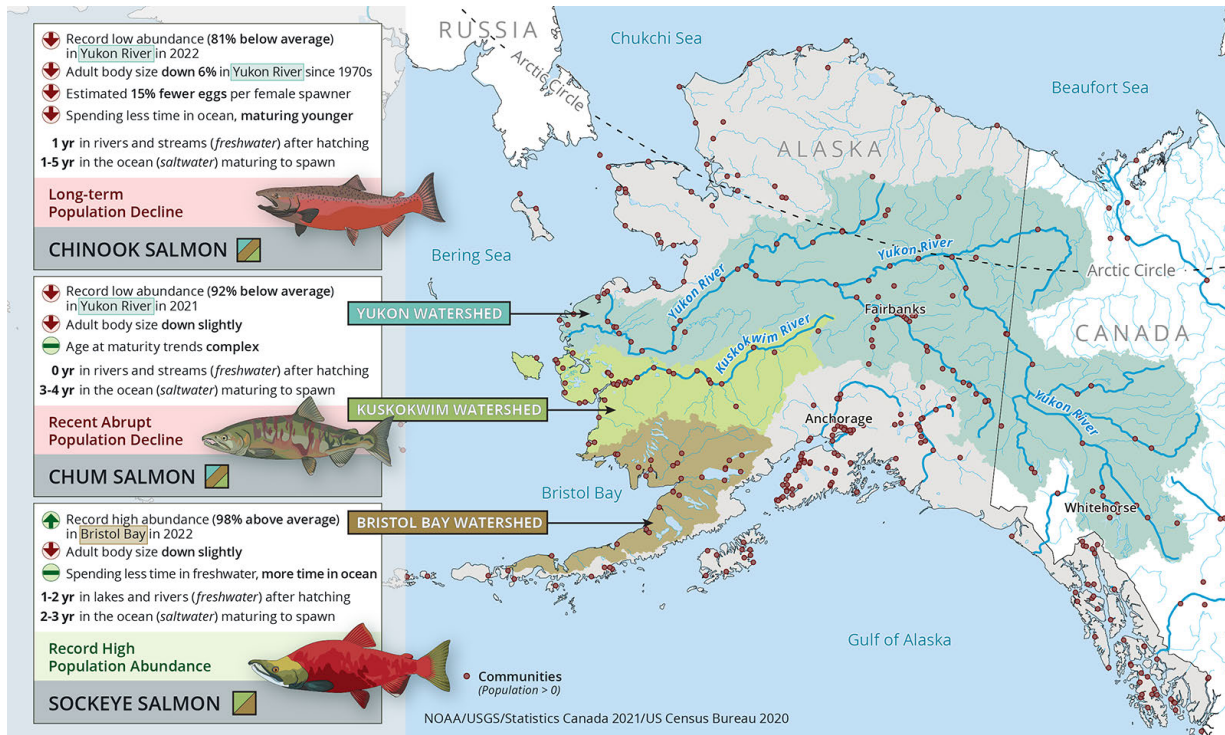 Record low abundance (81% below average)
in Yukon River in 2022
Adult body size down 6% in Yukon River since 1970s
Estimated 15% fewer eggs per female spawner
Spending less time in ocean, maturing younger
1 yr in rivers and streams (freshwater) after hatching
1-5 yr in the ocean (saltwater) maturing to spawn
Long-term
Population Decline
CHINOOK SALMON
Record low abundance (92% below average)
in Yukon River in 2021
Adult body size down slightly
Age at maturity trends complex
0 yr in rivers and streams (freshwater) after hatching
3-4 yr in the ocean (saltwater) maturing to spawn
Recent Abrupt
Population Decline
CHUM SALMON
Record high abundance (98% above average)
in Bristol Bay in 2022
Adult body size down slightly
Spending less time in freshwater, more time in ocean
1-2 yr in lakes and rivers (freshwater) after hatching
2-3 yr in the ocean (saltwater) maturing to spawn
Record High
Population Abundance
SOCKEYE SALMON
RUSSIA
Chukchi Sea
Arctic Circle
Beaufort Sea
ALASKA
Bering Sea
Yukon River
Yukon River
Arctic Circle
YUKON WATERSHED
Fairbanks
Kuskokwim River
CANADA
KUSKOKWIM WATERSHED
Anchorage
Yukon River
Bristol Bay
Whitehorse
BRISTOL BAY WATERSHED
Gulf of Alaska
Communities
(Population > 0)
NOAA/USGS/Statistics Canada 2021/US Census Bureau 2020